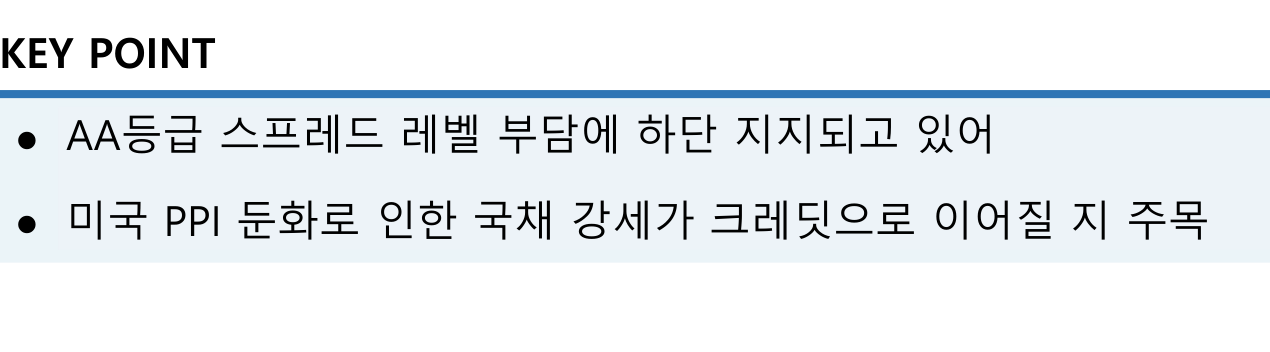 KEY POINT
● AA등급 스프레드 레벨 부담에 하단 지지되고 있어
● 미국 PPI 둔화로 인한 국채 강세가 크레딧으로 이어질 지 주목